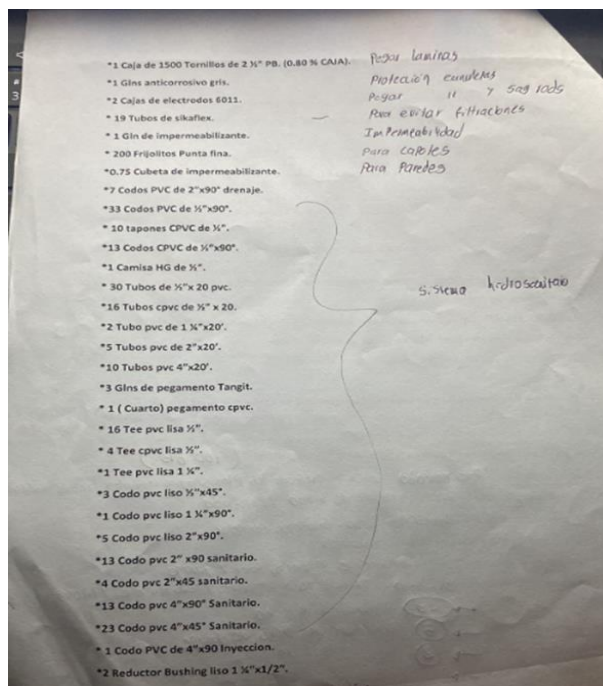 *1 Caja de 1500 Tornillos de 2 ½" PB. (0.80 % CAJA). Pegar laminas
*1 Glns anticorrosivo gris. Protección canaletas
*2 Cajas de electrodos 6011. Pegar " y sag rods
* 19 Tubos de sikaflex. — Para evitar filtraciones
* 1 Gln de impermeabilizante. Impermeabilidad
* 200 Frijolitos Punta fina. Para capotes
*0.75 Cubeta de impermeabilizante. Para Paredes
*7 Codos PVC de 2"x90° drenaje.
*33 Codos PVC de ½"x90°.
* 10 tapones CPVC de ½".
*13 Codos CPVC de ½"x90°.
*1 Camisa HG de ½".
* 30 Tubos de ½"x 20 pvc.
Sistema hidrosanitario
*16 Tubos cpvc de ½" x 20.
*2 Tubo pvc de 1 ¼"x20'.
*5 Tubos pvc de 2"x20'.
*10 Tubos pvc 4"x20'.
*3 Glns de pegamento Tangit.
* 1 ( Cuarto) pegamento cpvc.
* 16 Tee pvc lisa ½".
* 4 Tee cpvc lisa ½".
*1 Tee pvc lisa 1 ¼".
*3 Codo pvc liso ½"x45°.
*1 Codo pvc liso 1 ¼"x90°.
*5 Codo pvc liso 2"x90°.
*13 Codo pvc 2" x90 sanitario.
*4 Codo pvc 2"x45 sanitario.
*13 Codo pvc 4"x90° Sanitario.
*23 Codo pvc 4"x45° Sanitario.
* 1 Codo PVC de 4"x90 Inyeccion.
*2 Reductor Bushing liso 1 ¼"x1/2".